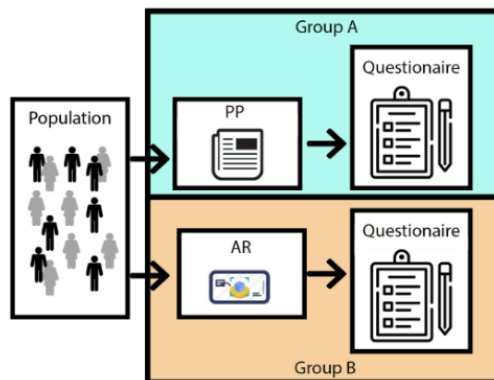 Group A
Population
PP
Questionaire
AR
Questionaire
Group B